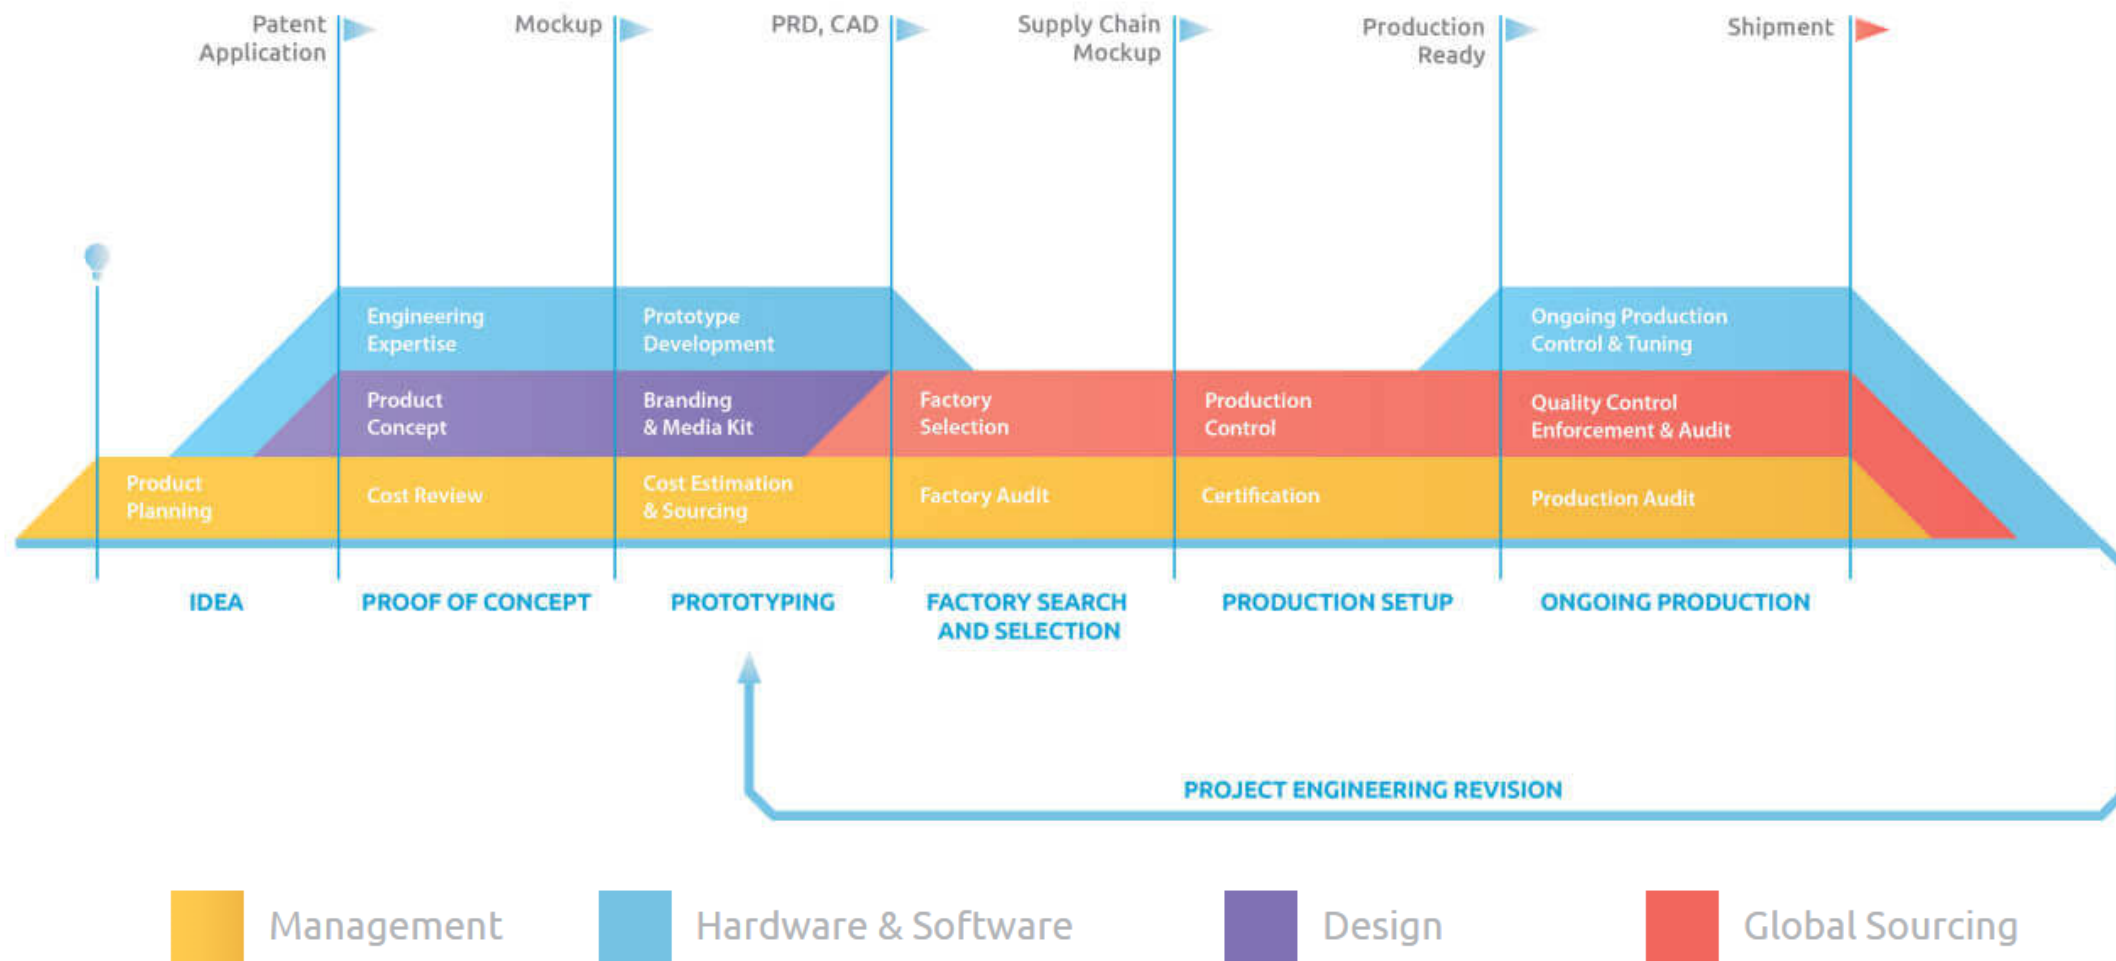 Patent
Application
Mockup
PRD, CAD
Supply Chain
Mockup
Production
Ready
Shipment
Engineering
Expertise
Prototype
Development
Ongoing Production
Control & Tuning
Product
Concept
Branding
& Media Kit
Factory
Selection
Production
Control
Quality Control
Enforcement & Audit
Product
Planning
Cost Review
Cost Estimation
& Sourcing
Factory Audit
Certification
Production Audit
IDEA
PROOF OF CONCEPT
PROTOTYPING
FACTORY SEARCH
AND SELECTION
PRODUCTION SETUP
ONGOING PRODUCTION
PROJECT ENGINEERING REVISION
Management
Hardware & Software
Design
Global Sourcing